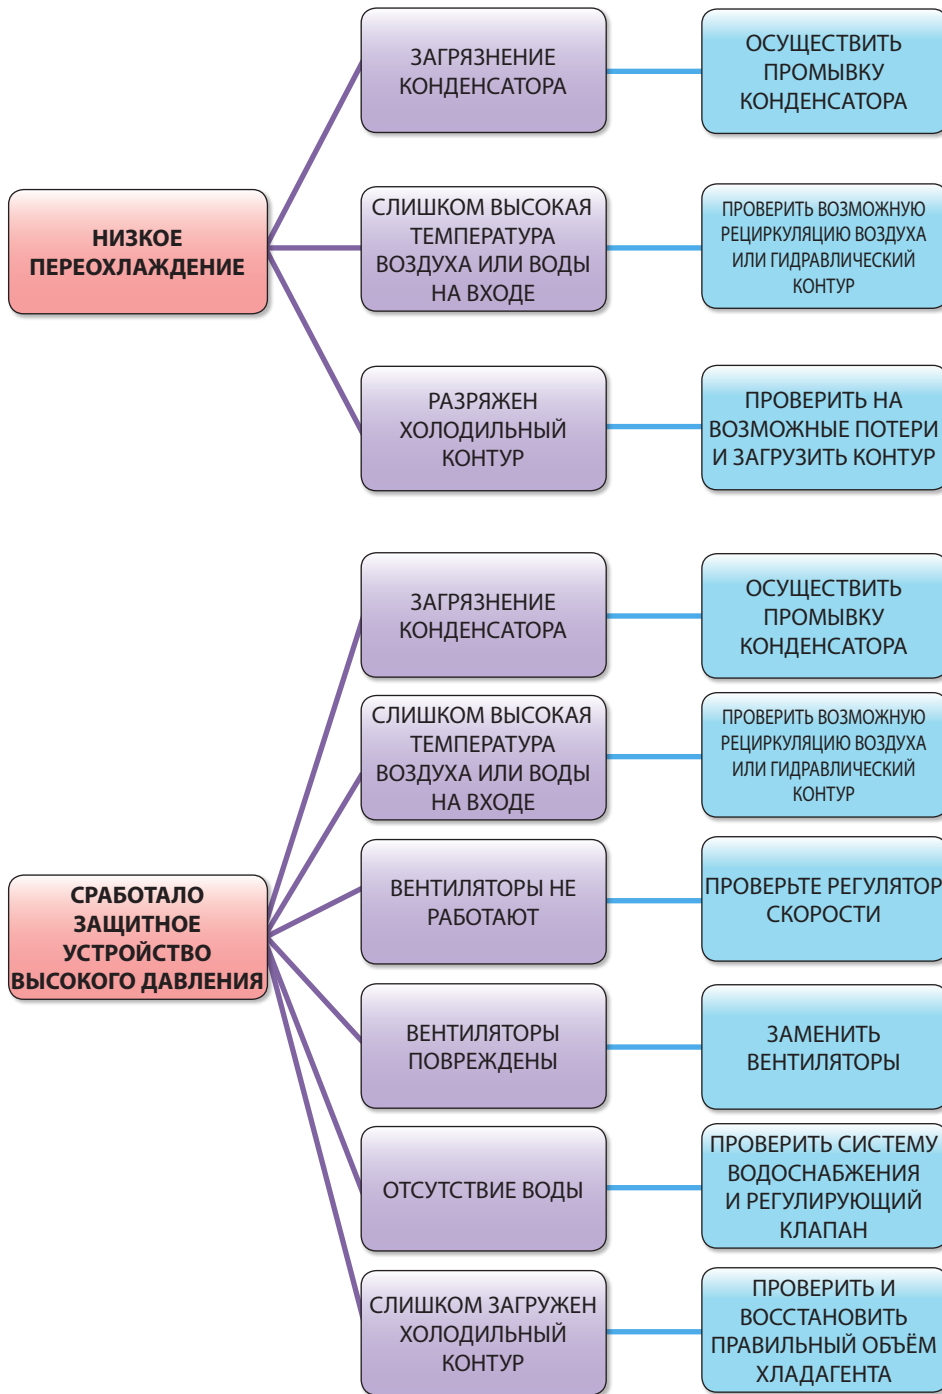 ЗАГРЯЗНЕНИЕ
КОНДЕНСАТОРА
ОСУЩЕСТВИТЬ
ПРОМЫВКУ
КОНДЕНСАТОРА
НИЗКОЕ
ПЕРЕОХЛАЖДЕНИЕ
СЛИШКОМ ВЫСОКАЯ
ТЕМПЕРАТУРА
ВОЗДУХА ИЛИ ВОДЫ
НА ВХОДЕ
ПРОВЕРИТЬ ВОЗМОЖНУЮ
РЕЦИРКУЛЯЦИЮ ВОЗДУХА
ИЛИ ГИДРАВЛИЧЕСКИЙ
КОНТУР
РАЗРЯЖЕН
ХОЛОДИЛЬНЫЙ
КОНТУР
ПРОВЕРИТЬ НА
ВОЗМОЖНЫЕ ПОТЕРИ
И ЗАГРУЗИТЬ КОНТУР
ЗАГРЯЗНЕНИЕ
КОНДЕНСАТОРА
ОСУЩЕСТВИТЬ
ПРОМЫВКУ
КОНДЕНСАТОРА
СЛИШКОМ ВЫСОКАЯ
ТЕМПЕРАТУРА
ВОЗДУХА ИЛИ ВОДЫ
НА ВХОДЕ
ПРОВЕРИТЬ ВОЗМОЖНУЮ
РЕЦИРКУЛЯЦИЮ ВОЗДУХА
ИЛИ ГИДРАВЛИЧЕСКИЙ
КОНТУР
СРАБОТАЛО
ЗАЩИТНОЕ
УСТРОЙСТВО
ВЫСОКОГО ДАВЛЕНИЯ
ВЕНТИЛЯТОРЫ НЕ
РАБОТАЮТ
ПРОВЕРЬТЕ РЕГУЛЯТОР
СКОРОСТИ
ВЕНТИЛЯТОРЫ
ПОВРЕЖДЕНЫ
ЗАМЕНИТЬ
ВЕНТИЛЯТОРЫ
ОТСУТСТВИЕ ВОДЫ
ПРОВЕРИТЬ СИСТЕМУ
ВОДОСНАБЖЕНИЯ
И РЕГУЛИРУЮЩИЙ
КЛАПАН
СЛИШКОМ ЗАГРУЖЕН
ХОЛОДИЛЬНЫЙ
КОНТУР
ПРОВЕРИТЬ И
ВОССТАНОВИТЬ
ПРАВИЛЬНЫЙ ОБЪЁМ
ХЛАДАГЕНТА